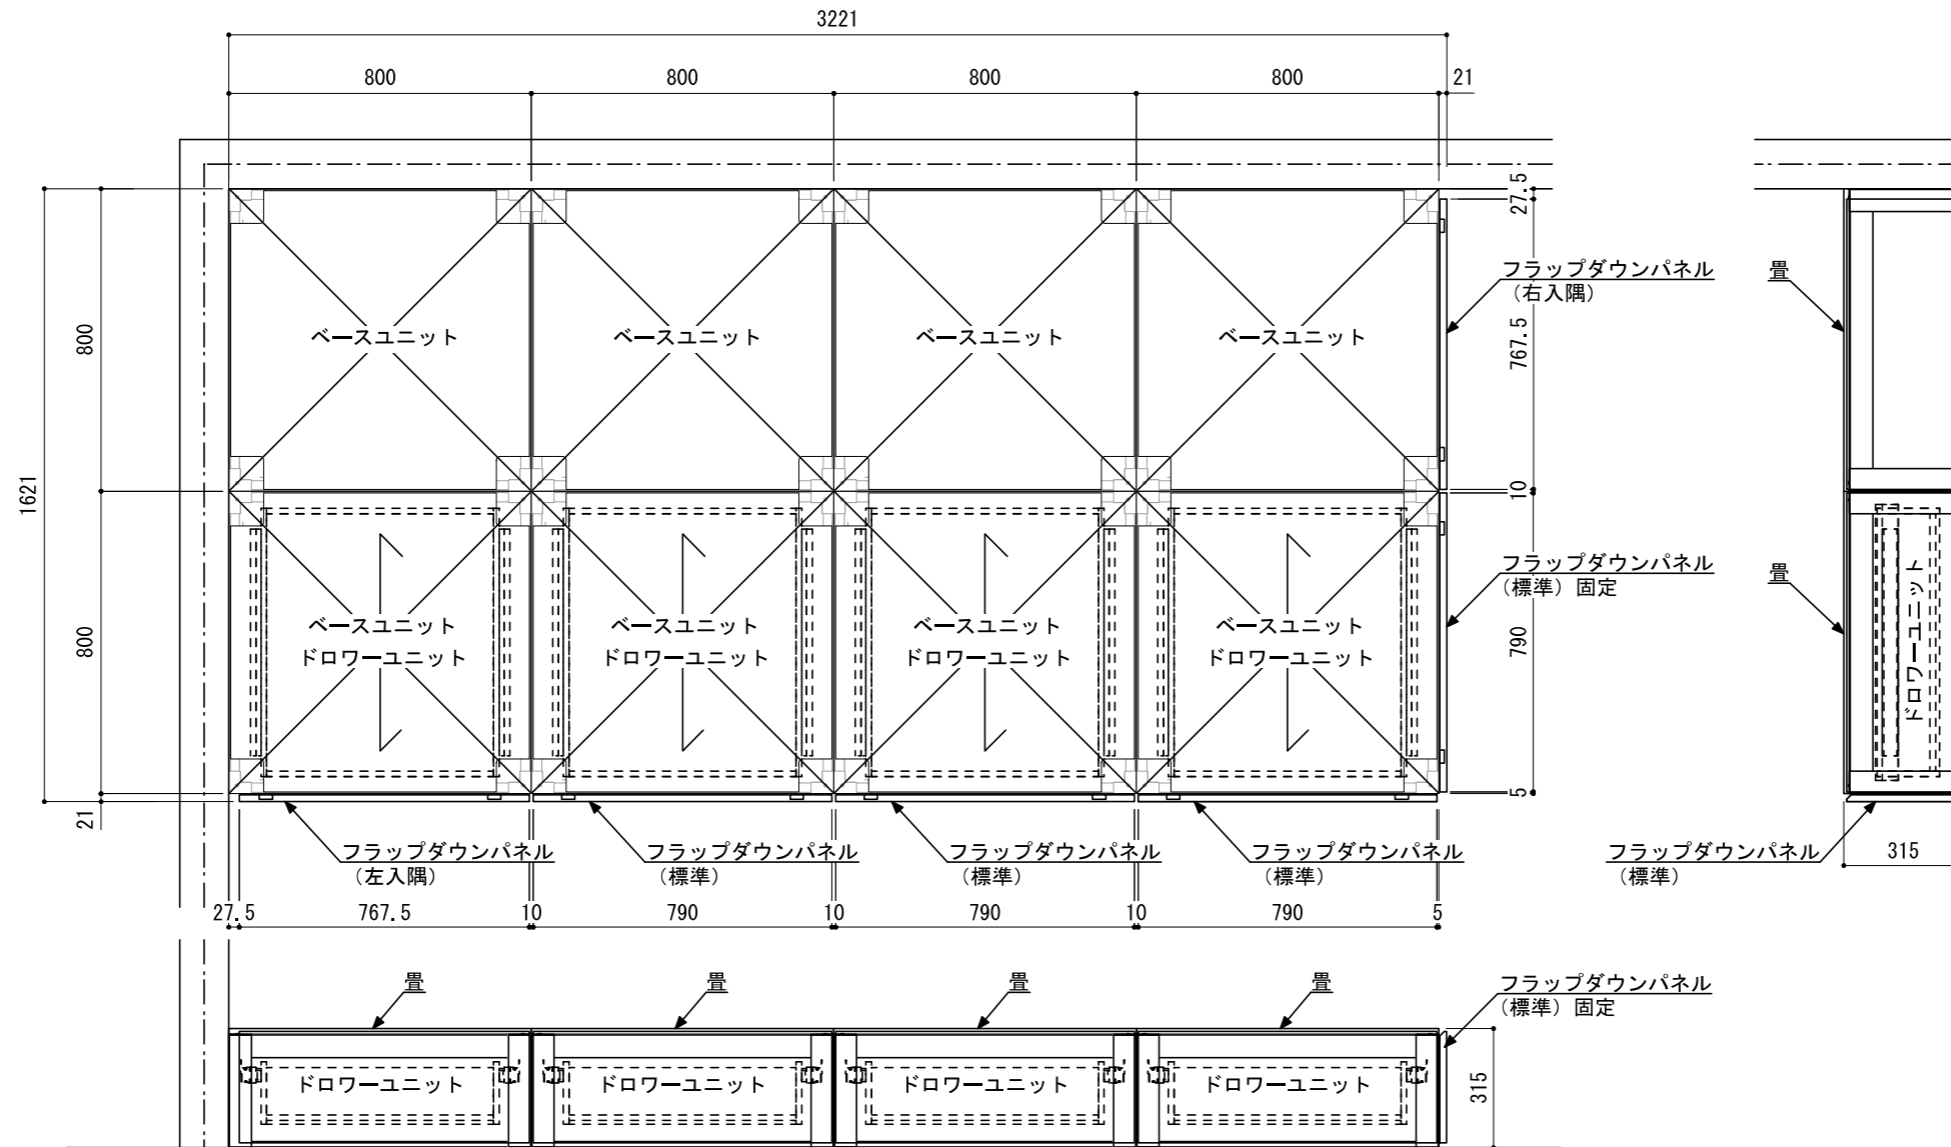 3221
800
800
800
800
21
27.5
フラップダウンパネル
（右入隅）
畳
800
ベースユニット
ベースユニット
ベースユニット
ベースユニット
767.5
1621
10
フラップダウンパネル
（標準）固定
畳
800
ベースユニット
ドロワーユニット
ベースユニット
ドロワーユニット
ベースユニット
ドロワーユニット
ベースユニット
ドロワーユニット
790
ドロワーユニット
5
21
フラップダウンパネル
（左入隅）
フラップダウンパネル
（標準）
フラップダウンパネル
（標準）
フラップダウンパネル
（標準）
フラップダウンパネル
（標準）
315
27.5
767.5
10
790
10
790
10
790
5
畳
畳
畳
畳
フラップダウンパネル
（標準）固定
ドロワーユニット
ドロワーユニット
ドロワーユニット
ドロワーユニット
315